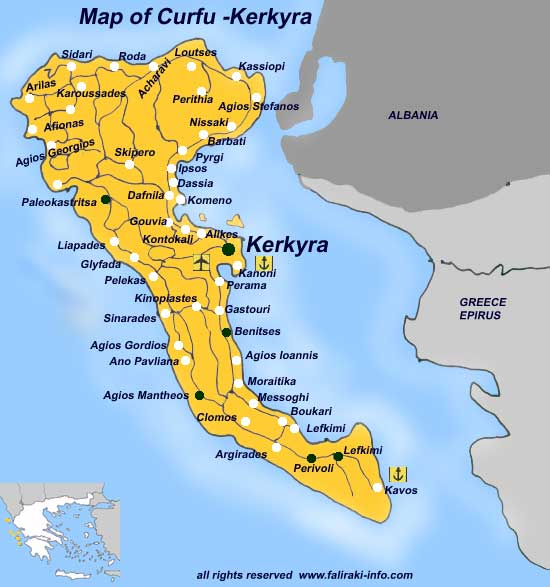 Map of Curfu -Kerkyra
Sidari
Roda
Acharavi
Loutses
Kassiopi
Arilas
Karoussades
Perithia
Agios Stefanos
Afionas
Nissaki
Barbati
Agios Georgios
Skipero
Pyrgi
Ipsos
Dassia
Dafnila
Komeno
Paleokastritsa
Gouvia
Kontokali
Alikes
Kerkyra
Liapades
Glyfada
Kanoni
Pelekas
Perama
Kinopiastes
Sinarades
Gastouri
Benitses
Agios Gordios
Ano Pavliana
Agios Ioannis
Moraitika
Agios Mantheos
Messoghi
Clomos
Boukari
Lefkimi
Argirades
Lefkimi
Perivoli
Kavos
ALBANIA
GREECE
EPIRUS
all rights reserved www.faliraki-info.com